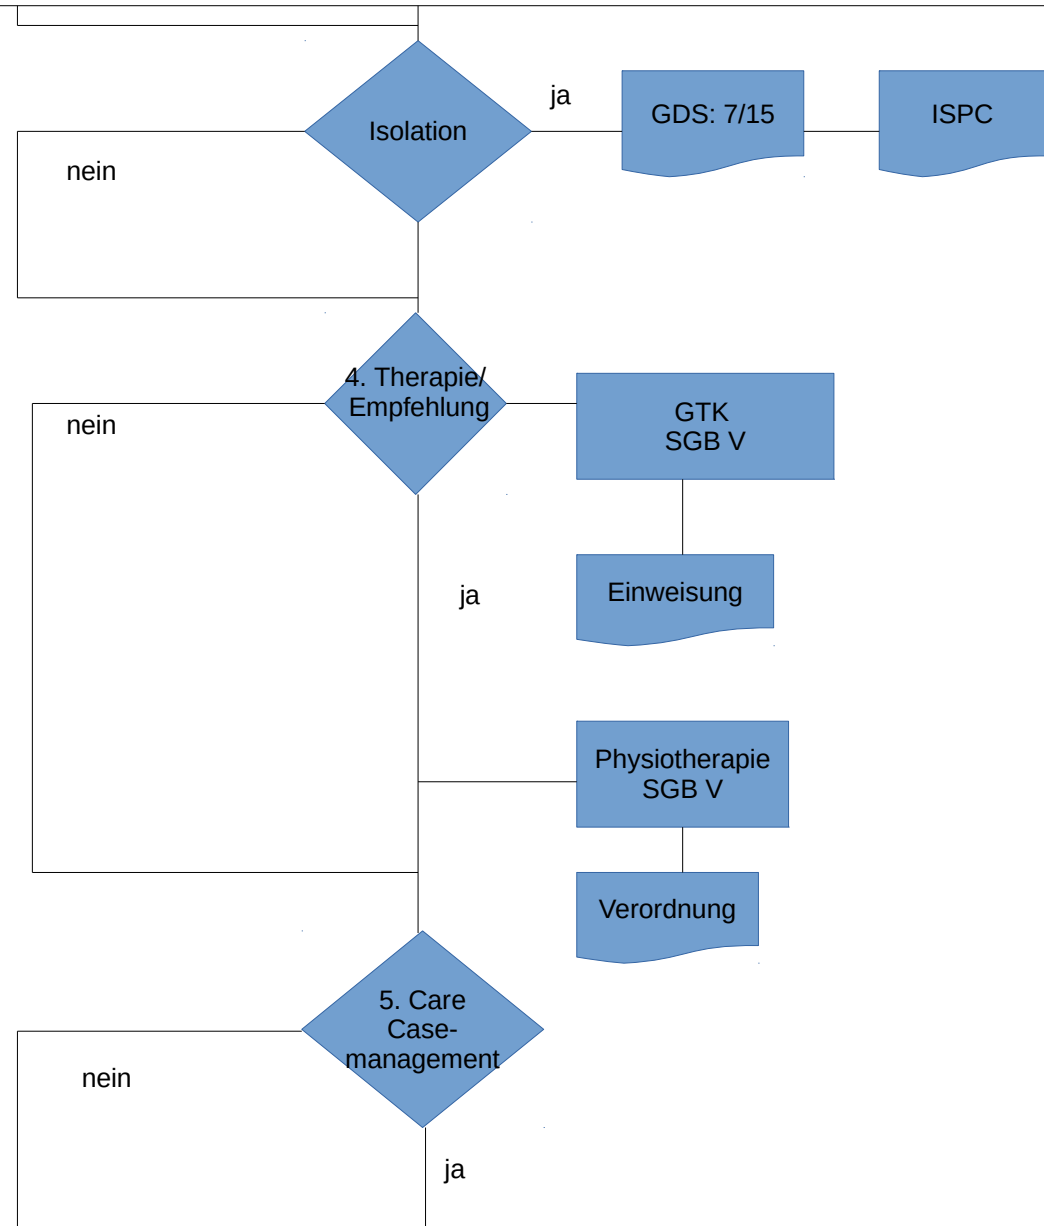 ja
GDS: 7/15
ISPC
Isolation
nein
4. Therapie/
Empfehlung
GTK
SGB V
nein
Einweisung
ja
Physiotherapie
SGB V
Verordnung
5. Care
Case-
management
nein
ja